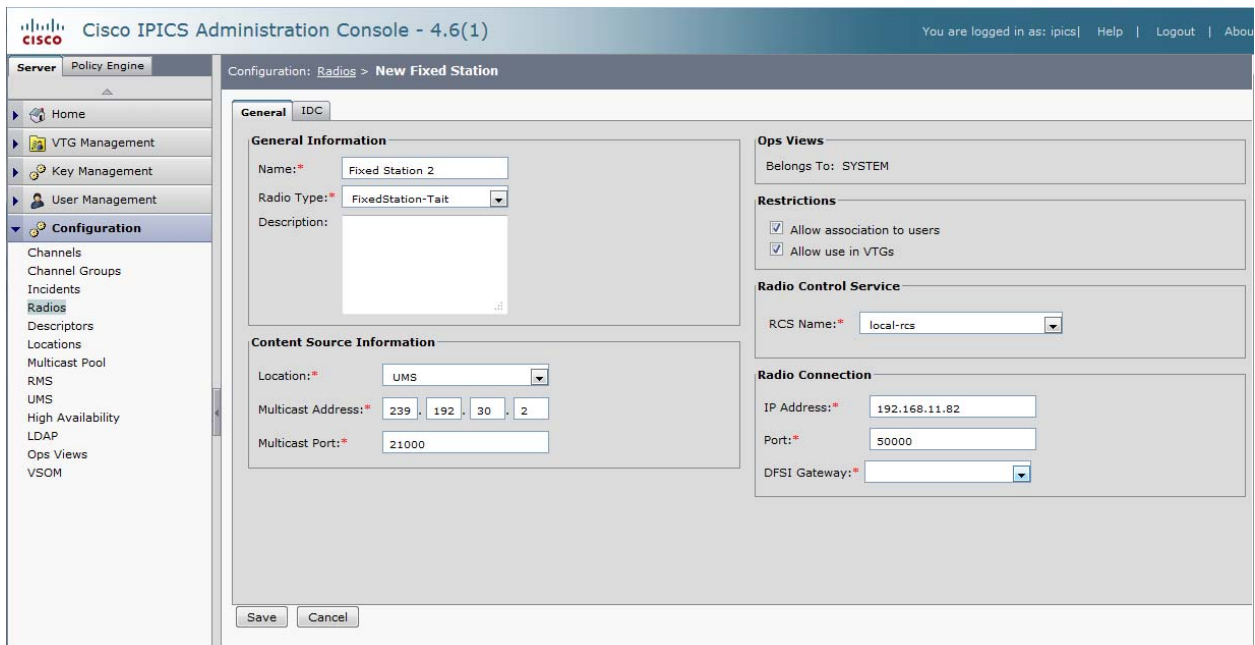 CISCO
Cisco IPICS Administration Console - 4.6(1)
You are logged in as: ipics| Help | Logout | Abou
Server Policy Engine
Home
VTG Management
Key Management
User Management
Configuration
Channels
Channel Groups
Incidents
Radios
Descriptors
Locations
Multicast Pool
RMS
UMS
High Availability
LDAP
Ops Views
VSOM
Configuration: Radios > New Fixed Station
General IDC
General Information
Name:* Fixed Station 2
Radio Type:* FixedStation-Tait
Description:
Content Source Information
Location:* UMS
Multicast Address:* 239 . 192 . 30 . 2
Multicast Port:* 21000
Ops Views
Belongs To: SYSTEM
Restrictions
Allow association to users
Allow use in VTGs
Radio Control Service
RCS Name:* local-rcs
Radio Connection
IP Address:* 192.168.11.82
Port:* 50000
DFSI Gateway:*
Save Cancel